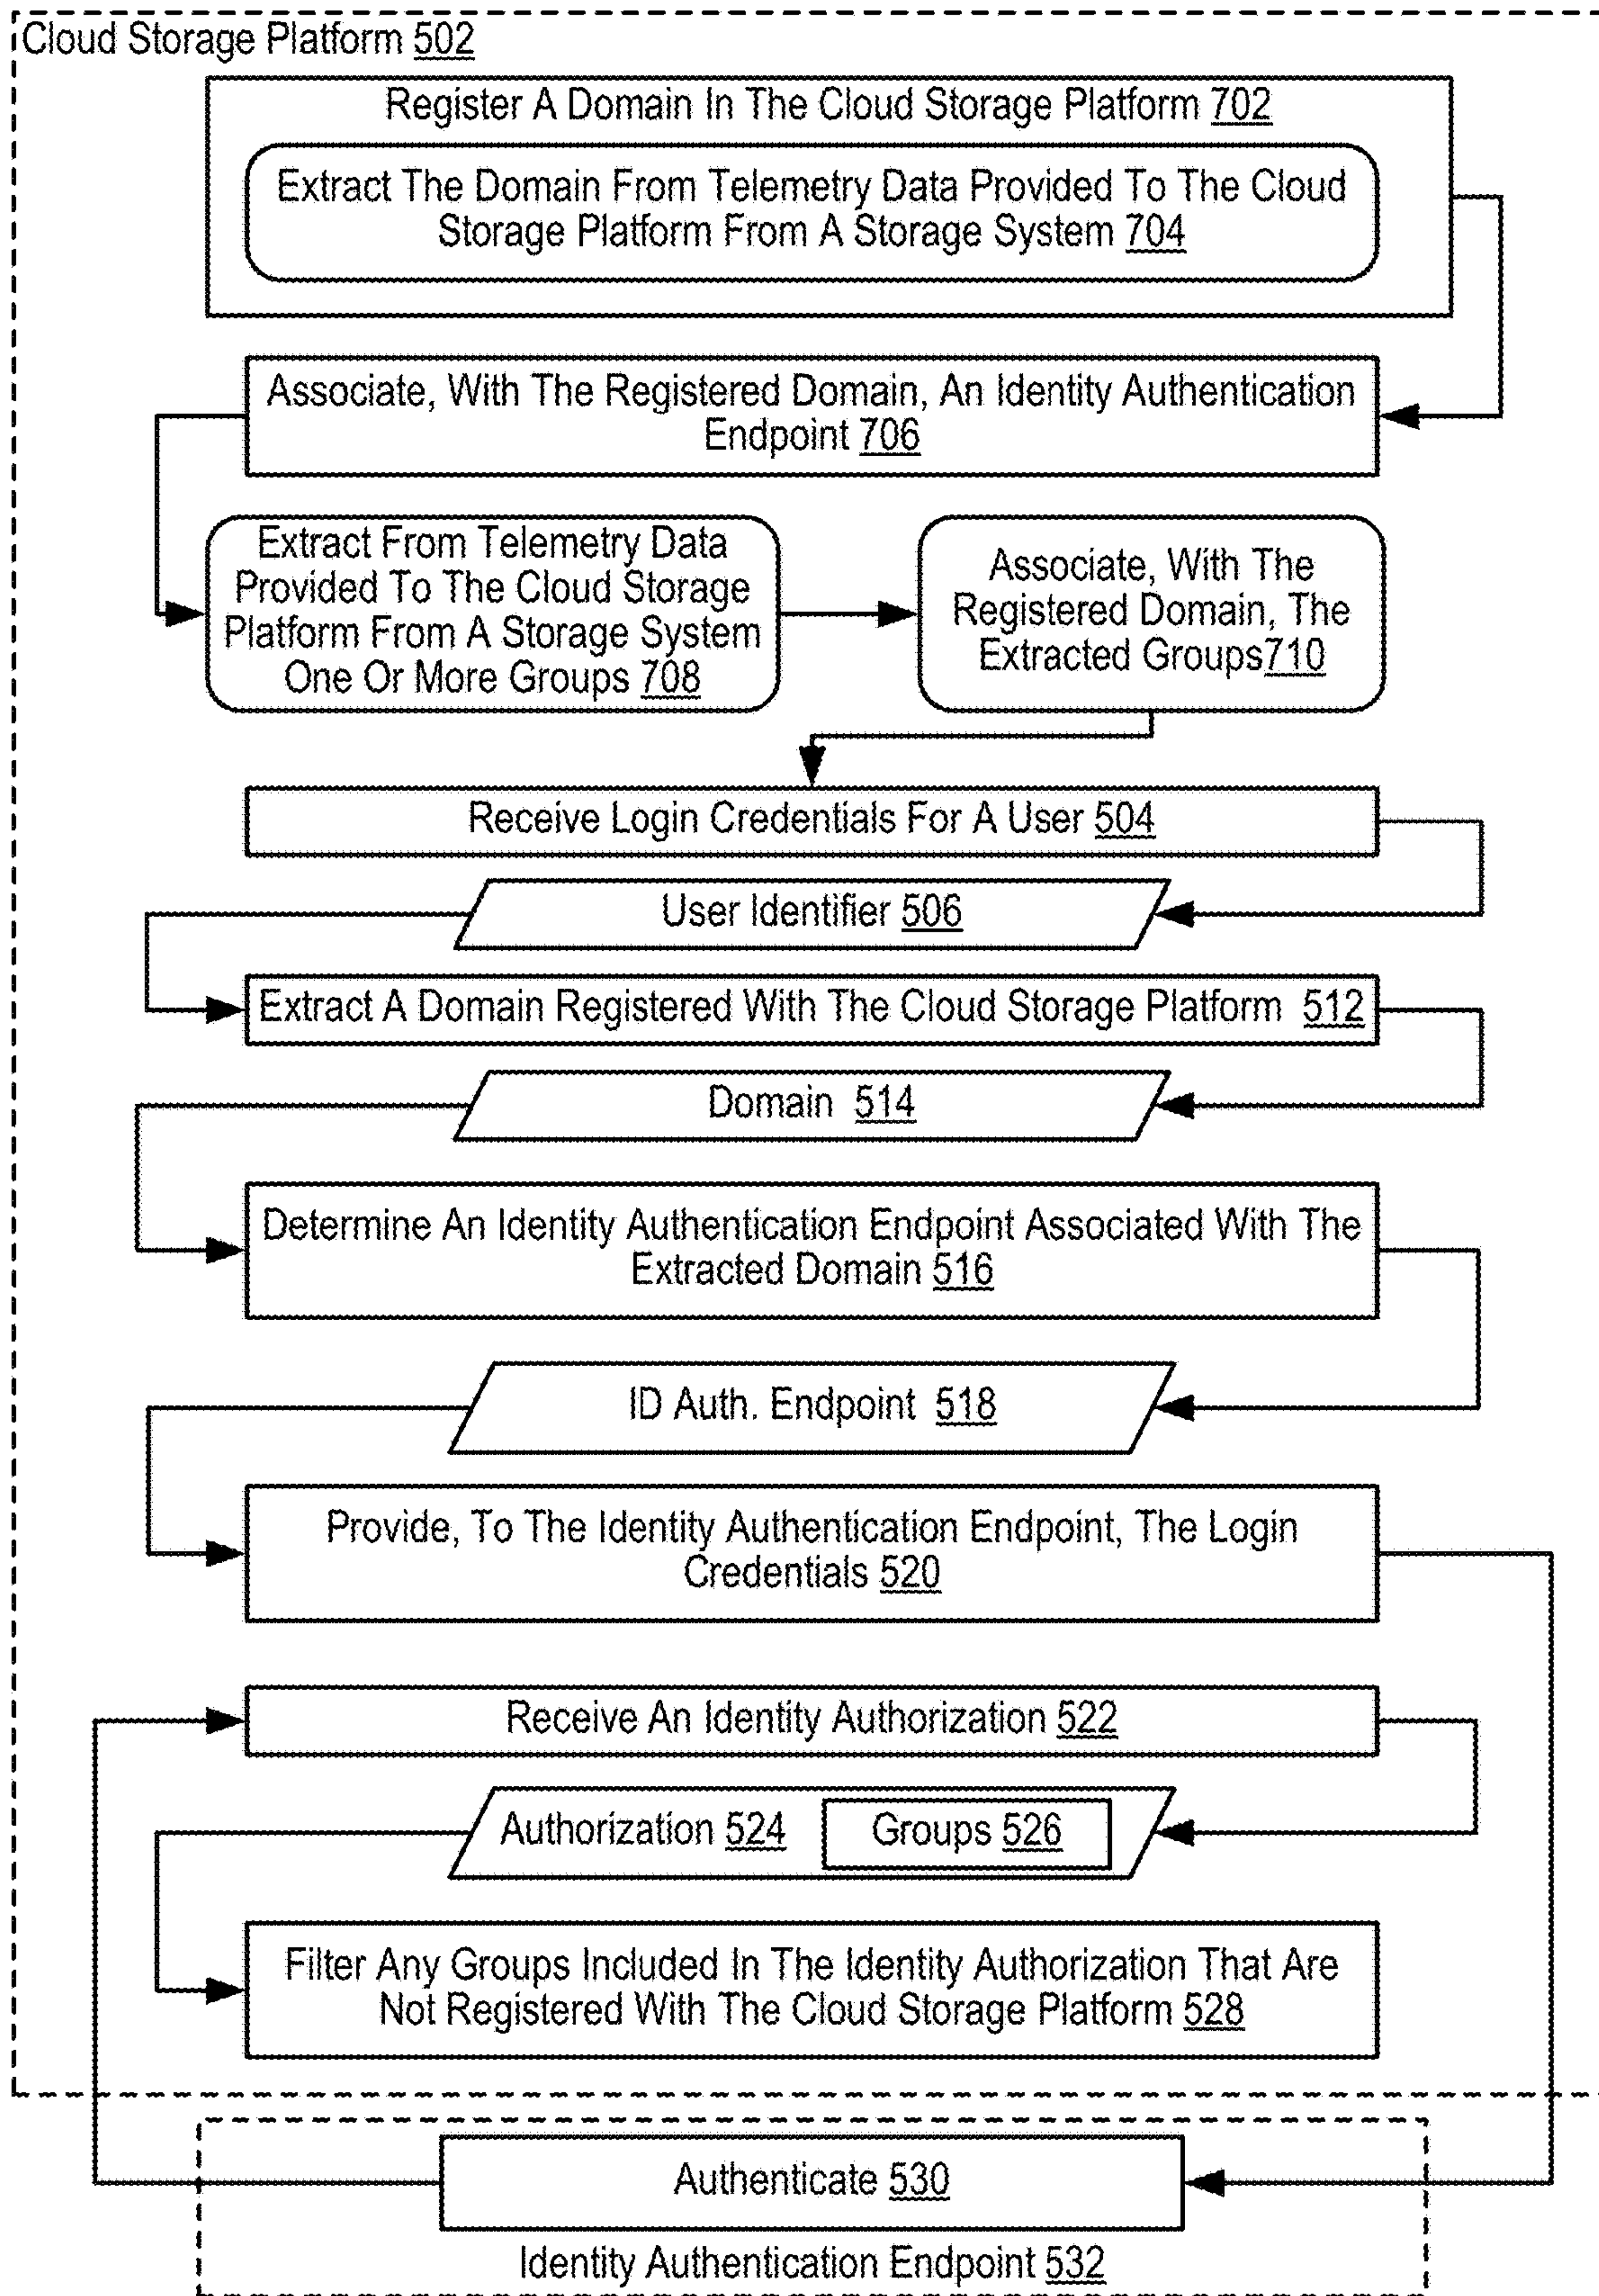 Cloud Storage Platform 502
Register A Domain In The Cloud Storage Platform 702
Extract The Domain From Telemetry Data Provided To The Cloud
Storage Platform From A Storage System 704
Associate, With The Registered Domain, An Identity Authentication
Endpoint 706
Extract From Telemetry Data
Provided To The Cloud Storage
Platform From A Storage System
One Or More Groups 708
Associate, With The
Registered Domain, The
Extracted Groups710
Receive Login Credentials For A User 504
User Identifier 506
Extract A Domain Registered With The Cloud Storage Platform 512
Domain 514
Determine An Identity Authentication Endpoint Associated With The
Extracted Domain 516
ID Auth. Endpoint 518
Provide, To The Identity Authentication Endpoint, The Login
Credentials 520
Receive An Identity Authorization 522
Authorization 524
Groups 526
Filter Any Groups Included In The Identity Authorization That Are
Not Registered With The Cloud Storage Platform 528
Authenticate 530
Identity Authentication Endpoint 532